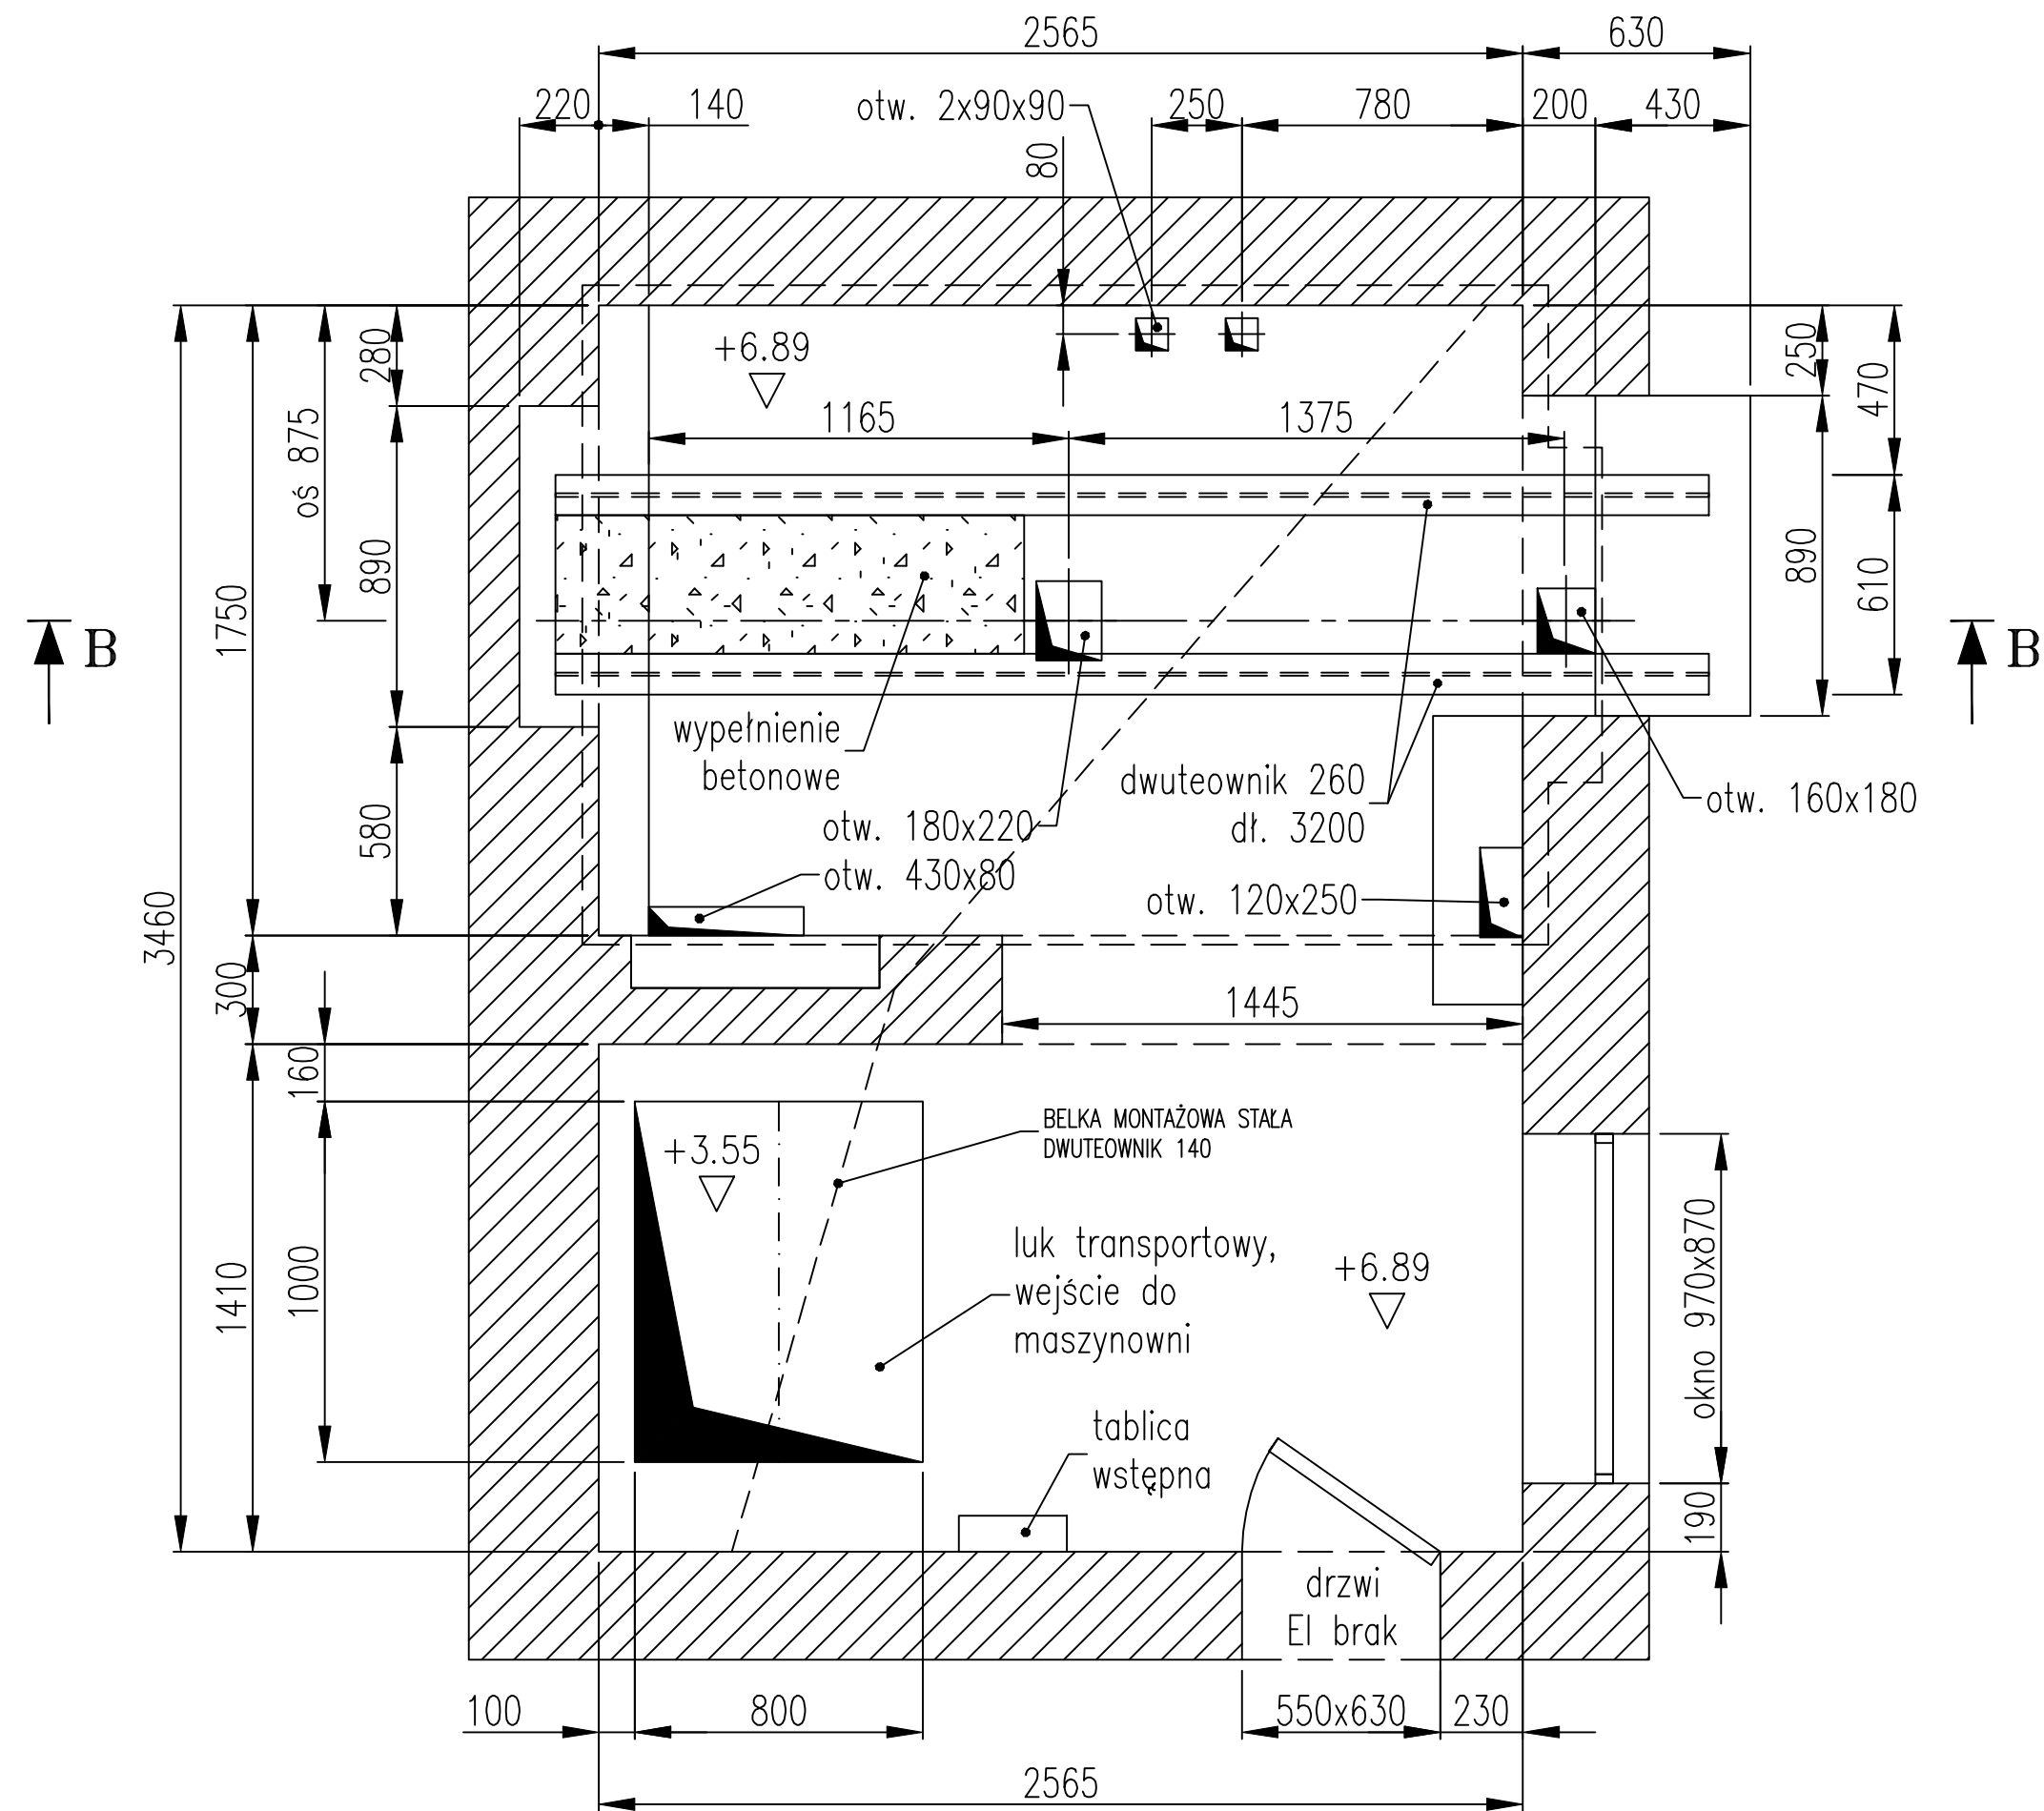 2565
630
220
140
otw. 2x90x90
250
780
200
430
80
+6.89
280
oś 875
250
470
1165
1375
890
1750
890
610
B
B
wypełnienie
betonowe
dwuteownik 260
dł. 3200
otw. 160x180
otw. 180x220
otw. 430x80
580
otw. 120x250
3460
300
1445
160
BELKA MONTAŻOWA STAŁA
DWUTEOWNIK 140
+3.55
luk transportowy,
wejście do
maszynowni
+6.89
1410
1000
okno 970x870
tablica
wstępna
190
drzwi
EI brak
100
800
550x630
230
2565